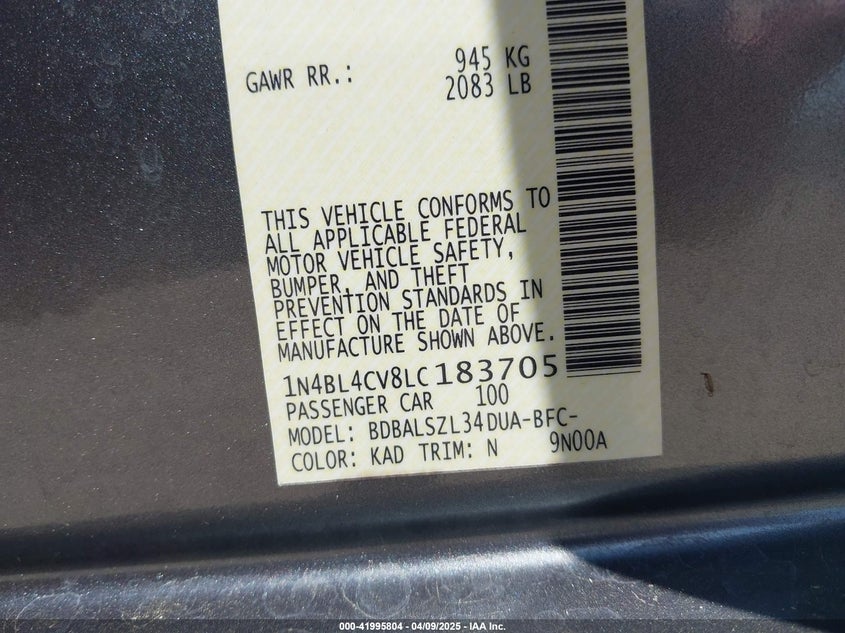 945 KG
GAWR RR.: 2083 LB
THIS VEHICLE CONFORMS TO
ALL APPLICABLE FEDERAL
MOTOR VEHICLE SAFETY,
BUMPER, AND THEFT
PREVENTION STANDARDS IN
EFFECT ON THE DATE OF
MANUFACTURE SHOWN ABOVE.
1N4BL4CV8LC183705
PASSENGER CAR 100
MODEL: BDBALSZL34DUA-BFC-
COLOR: KAD TRIM: N 9N00A
000-41995804 - 04/09/2025 - IAA Inc.